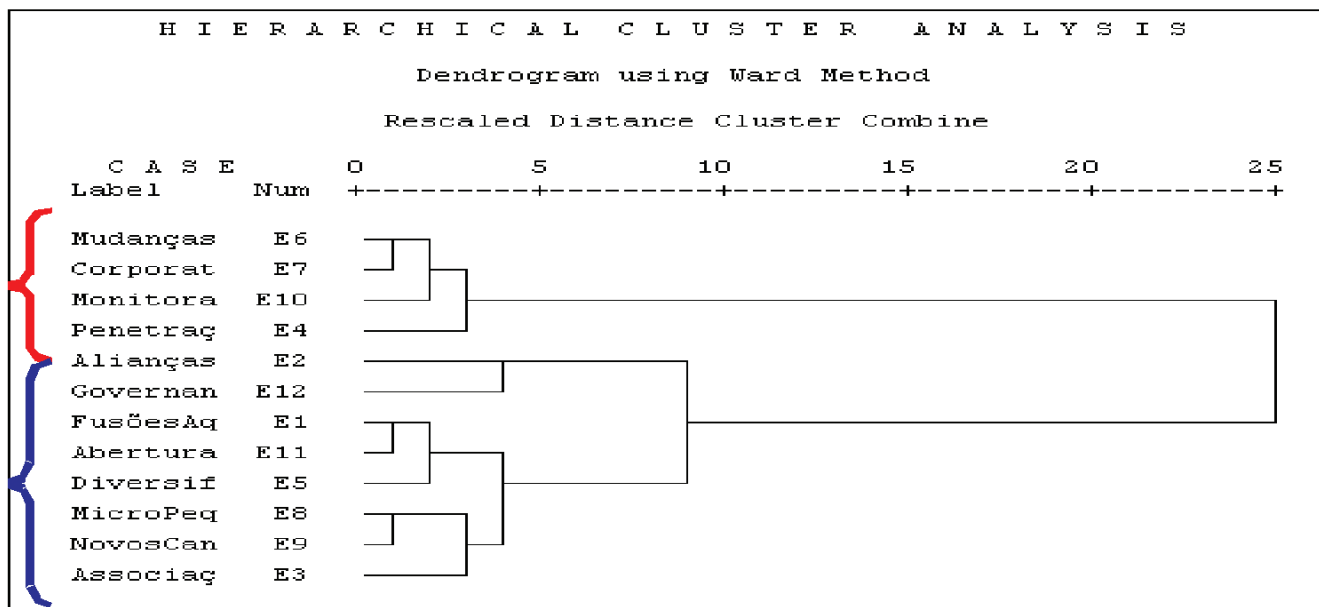 H I E R A R C H I C A L   C L U S T E R   A N A L Y S I S
Dendrogram using Ward Method
Rescaled Distance Cluster Combine
C A S E 0 5 10 15 20 25
Label Num +---------+---------+---------+---------+---------+
Mudanças E6
Corporat E7
Monitora E10
Penetraç E4
Alianças E2
Governan E12
FusõesAq E1
Abertura E11
Diversif E5
MicroPeq E8
NovosCan E9
Associaç E3